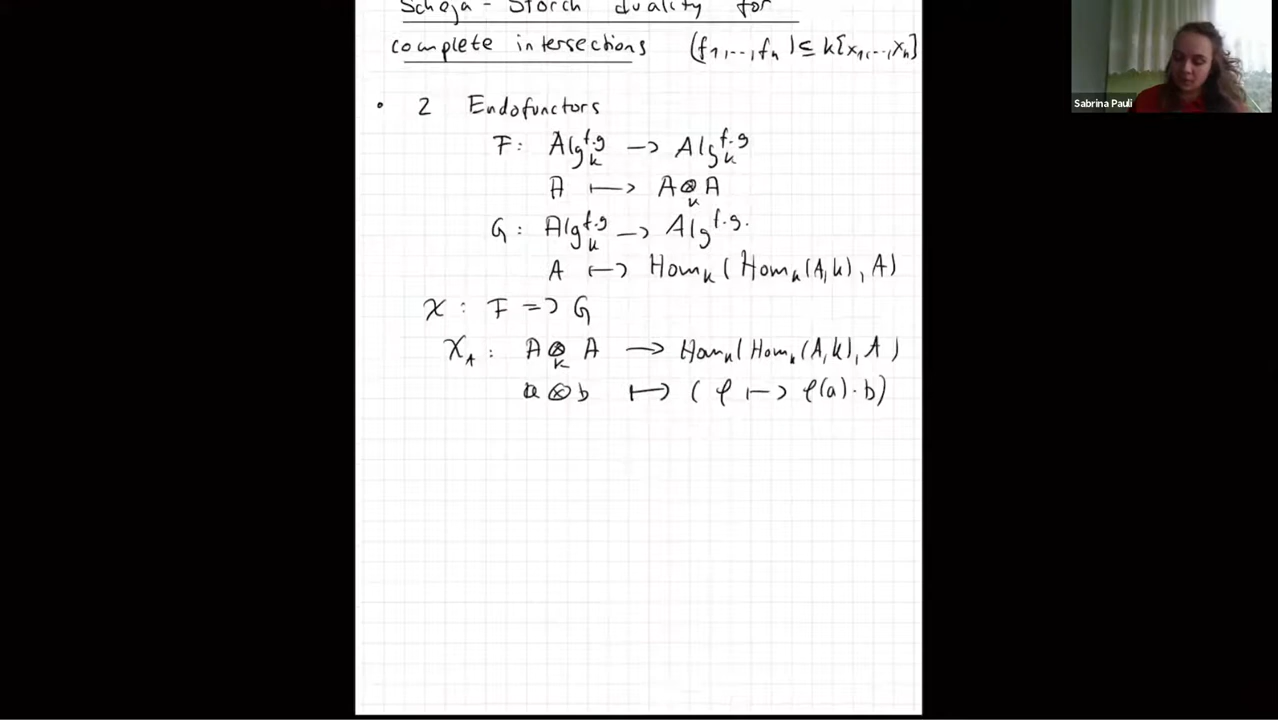 Scheja - Storch duality for
complete intersections (f₁,..,fₙ) ⊆ k[x₁,..,xₙ]
Sabrina Pauli
• 2 Endofunctors
F: Alg_k^{f.g} → Alg_k^{f.g}
A ↦ A ⊗_k A
G: Alg_k^{f.g} → Alg^{f.g.}
A ↦ Hom_k(Hom_k(A,k), A)
χ : F ⇒ G
χ_A : A ⊗_k A → Hom_k(Hom_k(A,k), A)
a ⊗ b ↦ (φ ↦ φ(a)·b)